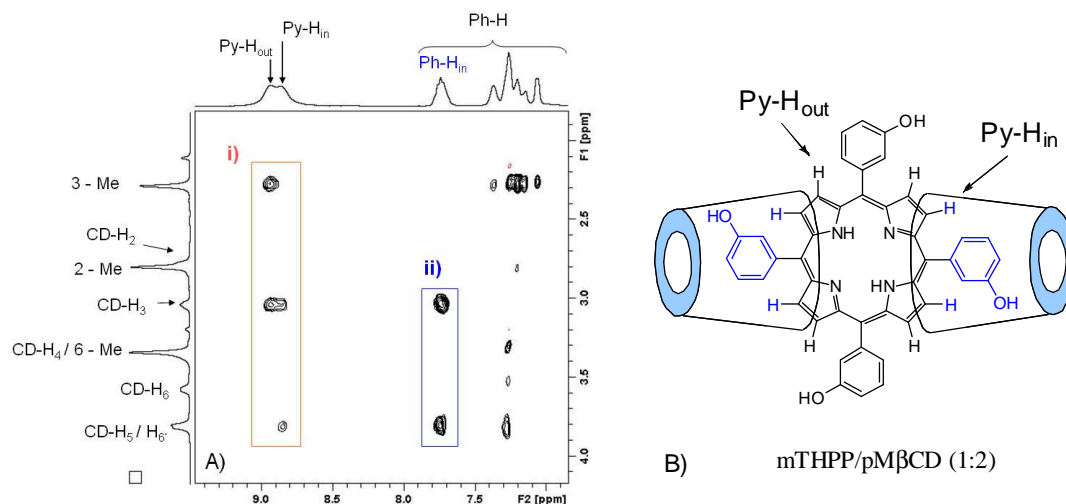 A)
Ph-H
Py-H_in
Py-H_out
Ph-H_in
i)
ii)
3 - Me
CD-H_2
2 - Me
CD-H_3
CD-H_4 / 6 - Me
CD-H_6
CD-H_5 / H_6'
F1 [ppm]
2.5
3.0
3.5
4.0
A)
9.0 8.5 8.0 7.5 F2 [ppm]
Py-H_out
Py-H_in
OH
H H
H H
HO
NH N
N HN
H H
OH
H H
HO
B) mTHPP/pMβCD (1:2)